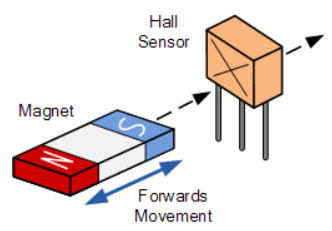 Hall
Sensor
Magnet
S
N
Forwards
Movement